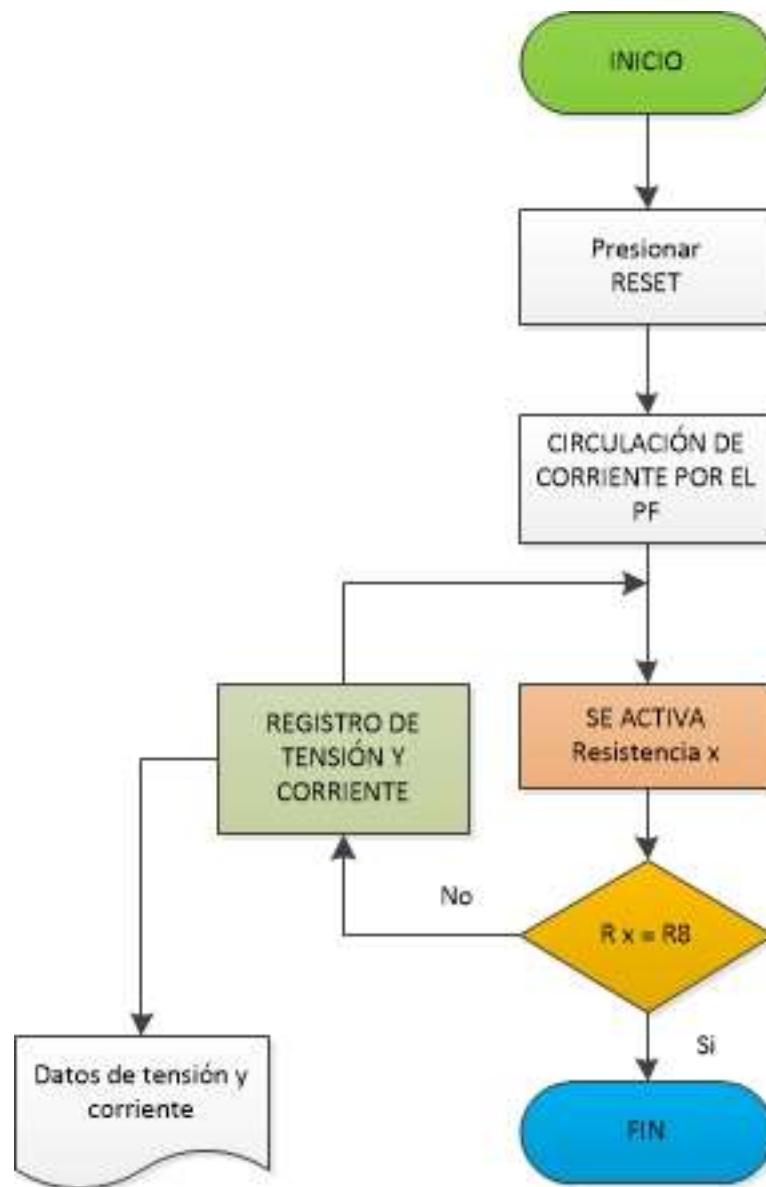 INICIO
Presionar
RESET
CIRCULACIÓN DE
CORRIENTE POR EL
PF
REGISTRO DE
TENSIÓN Y
CORRIENTE
SE ACTIVA
Resistencia x
No
R x = R8
Si
Datos de tensión y
corriente
FIN